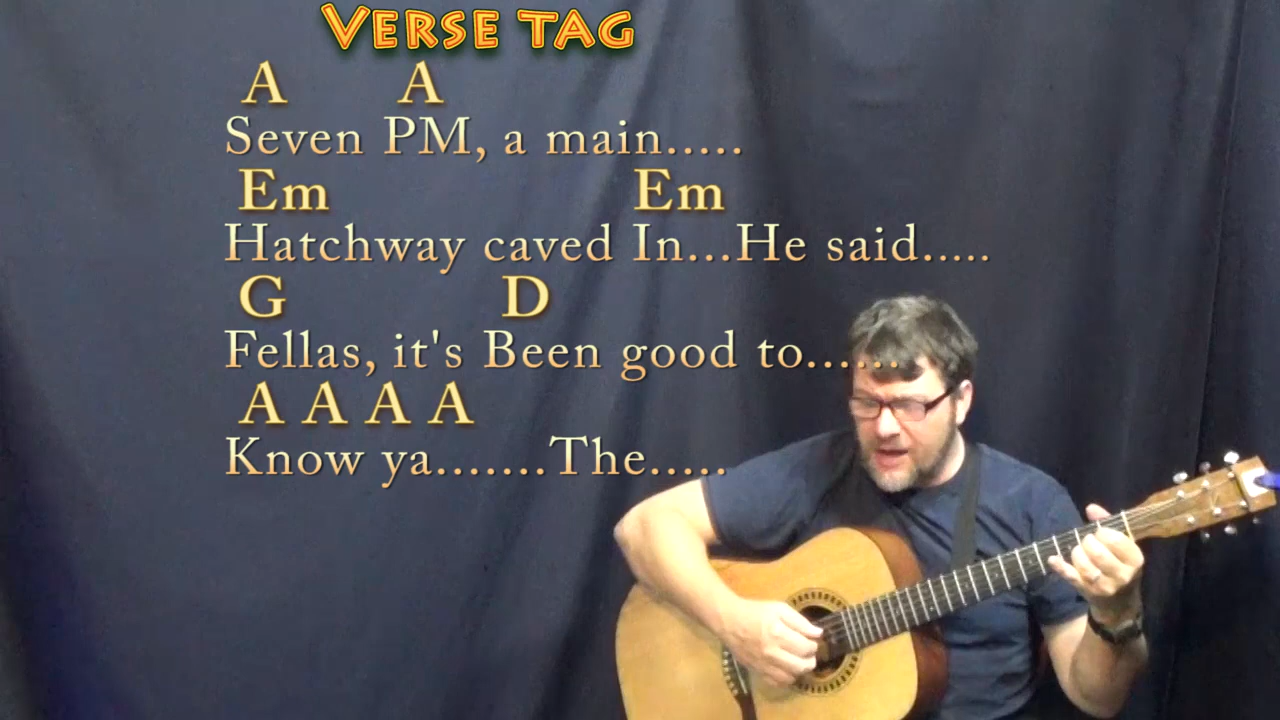 VERSE TAG
A A
Seven PM, a main.....
Em Em
Hatchway caved In...He said.....
G D
Fellas, it's Been good to......
A A A A
Know ya.......The.....